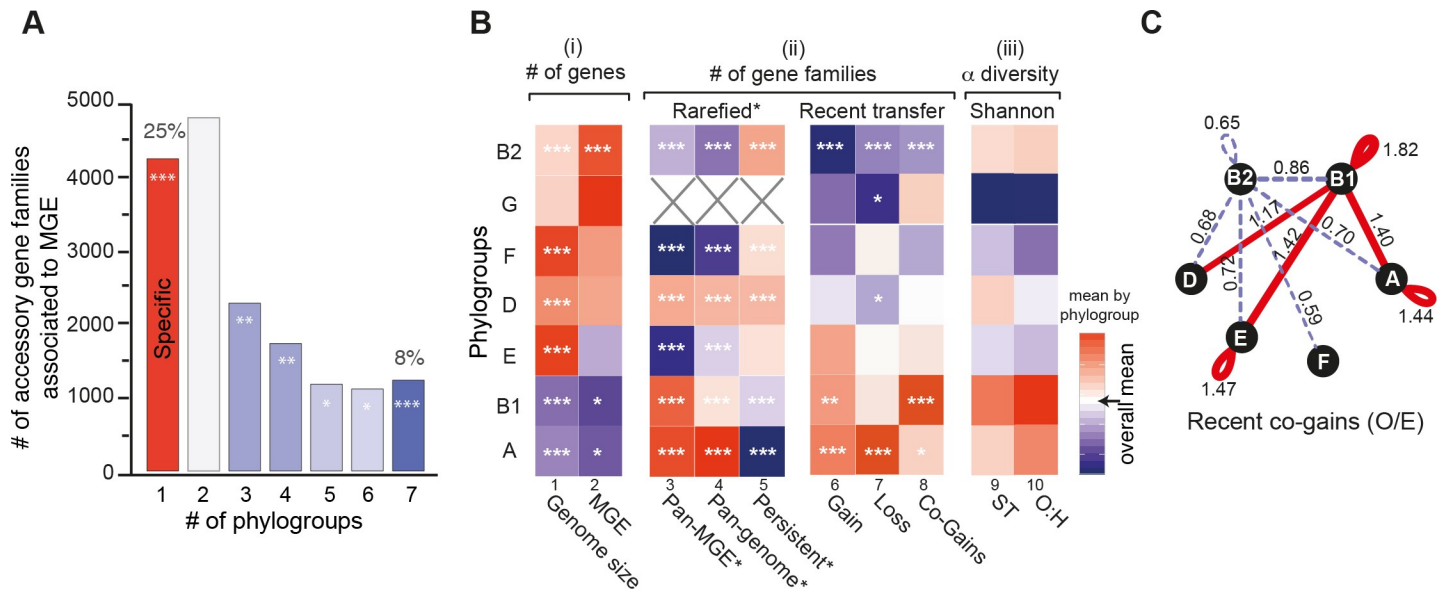 A
# of accessory gene families
associated to MGE
5000
4000
3000
2000
1000
0
25%
***
Specific
**
**
*
*
8%
***
1 2 3 4 5 6 7
# of phylogroups
B
(i) (ii) (iii)
# of genes # of gene families α diversity
Rarefied* Recent transfer Shannon
Phylogroups
B2 *** *** *** *** *** *** *** ***
G *
F *** *** *** ***
D *** *** *** *** *
E *** *** ***
B1 *** * *** *** *** ** ***
A *** * *** *** *** *** *** *
1 2 3 4 5 6 7 8 9 10
Genome size
MGE
Pan-MGE*
Pan-genome*
Persistent*
Gain
Loss
Co-Gains
ST
O:H
mean by
phylogroup
overall mean
C
0.65
B2
0.86
B1
1.82
0.68
1.17
1.40
0.72
1.42
0.70
D
A
0.59
1.44
E
F
1.47
Recent co-gains (O/E)